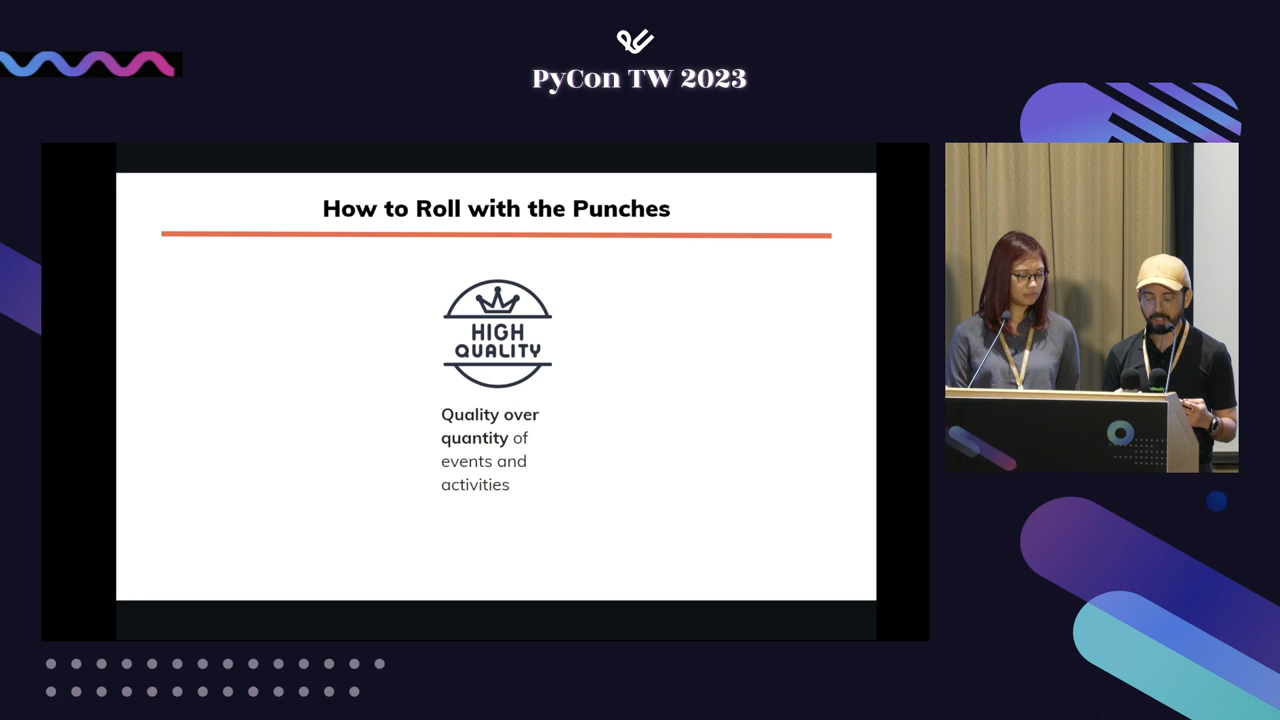 PyCon TW 2023
How to Roll with the Punches
HIGH
QUALITY
Quality over
quantity of
events and
activities